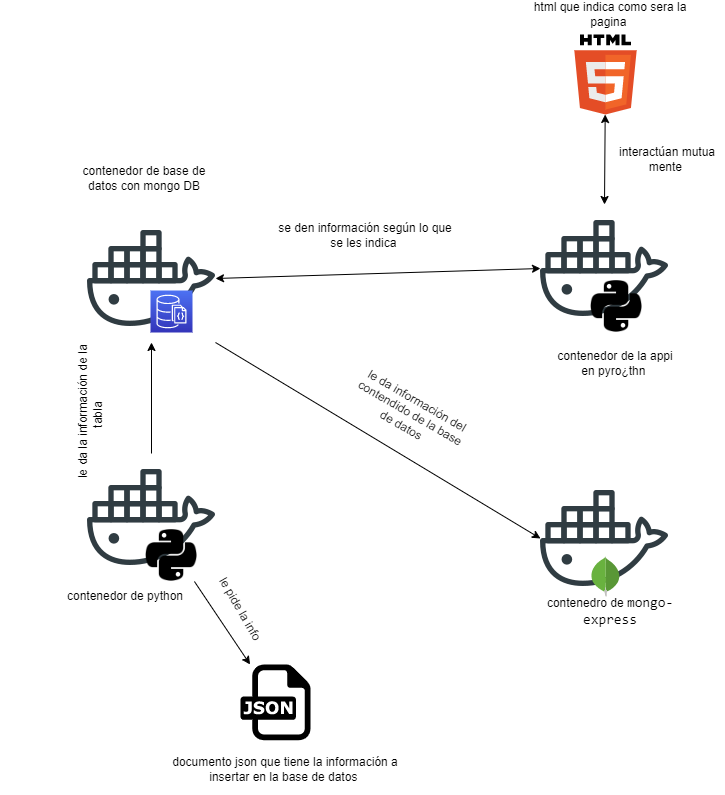 html que indica como sera la
pagina
HTML
interactúan mutua
mente
contenedor de base de
datos con mongo DB
se den información según lo que
se les indica
contenedor de la appi
en pyro¿thn
le da la información de la
tabla
le da información del
contendido de la base
de datos
contenedor de python
le pide la info
contenedro de mongo-
express
JSON
documento json que tiene la información a
insertar en la base de datos